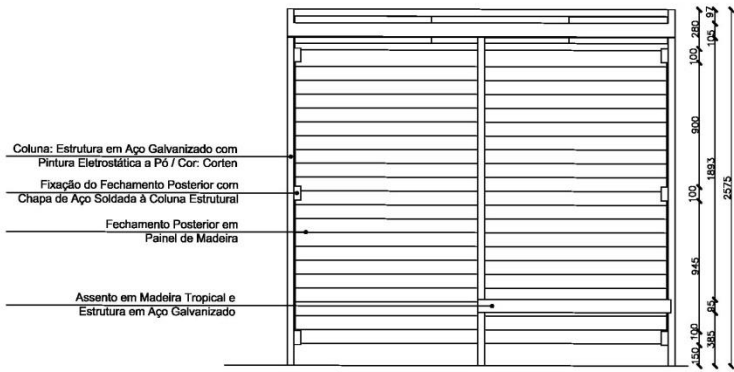 Coluna: Estrutura em Aço Galvanizado com
Pintura Eletrostática a Pó / Cor: Corten
Fixação do Fechamento Posterior com
Chapa de Aço Soldada à Coluna Estrutural
Fechamento Posterior em
Painel de Madeira
Assento em Madeira Tropical e
Estrutura em Aço Galvanizado
280
100
900
100
945
100
150
97
105
1893
95
385
2575